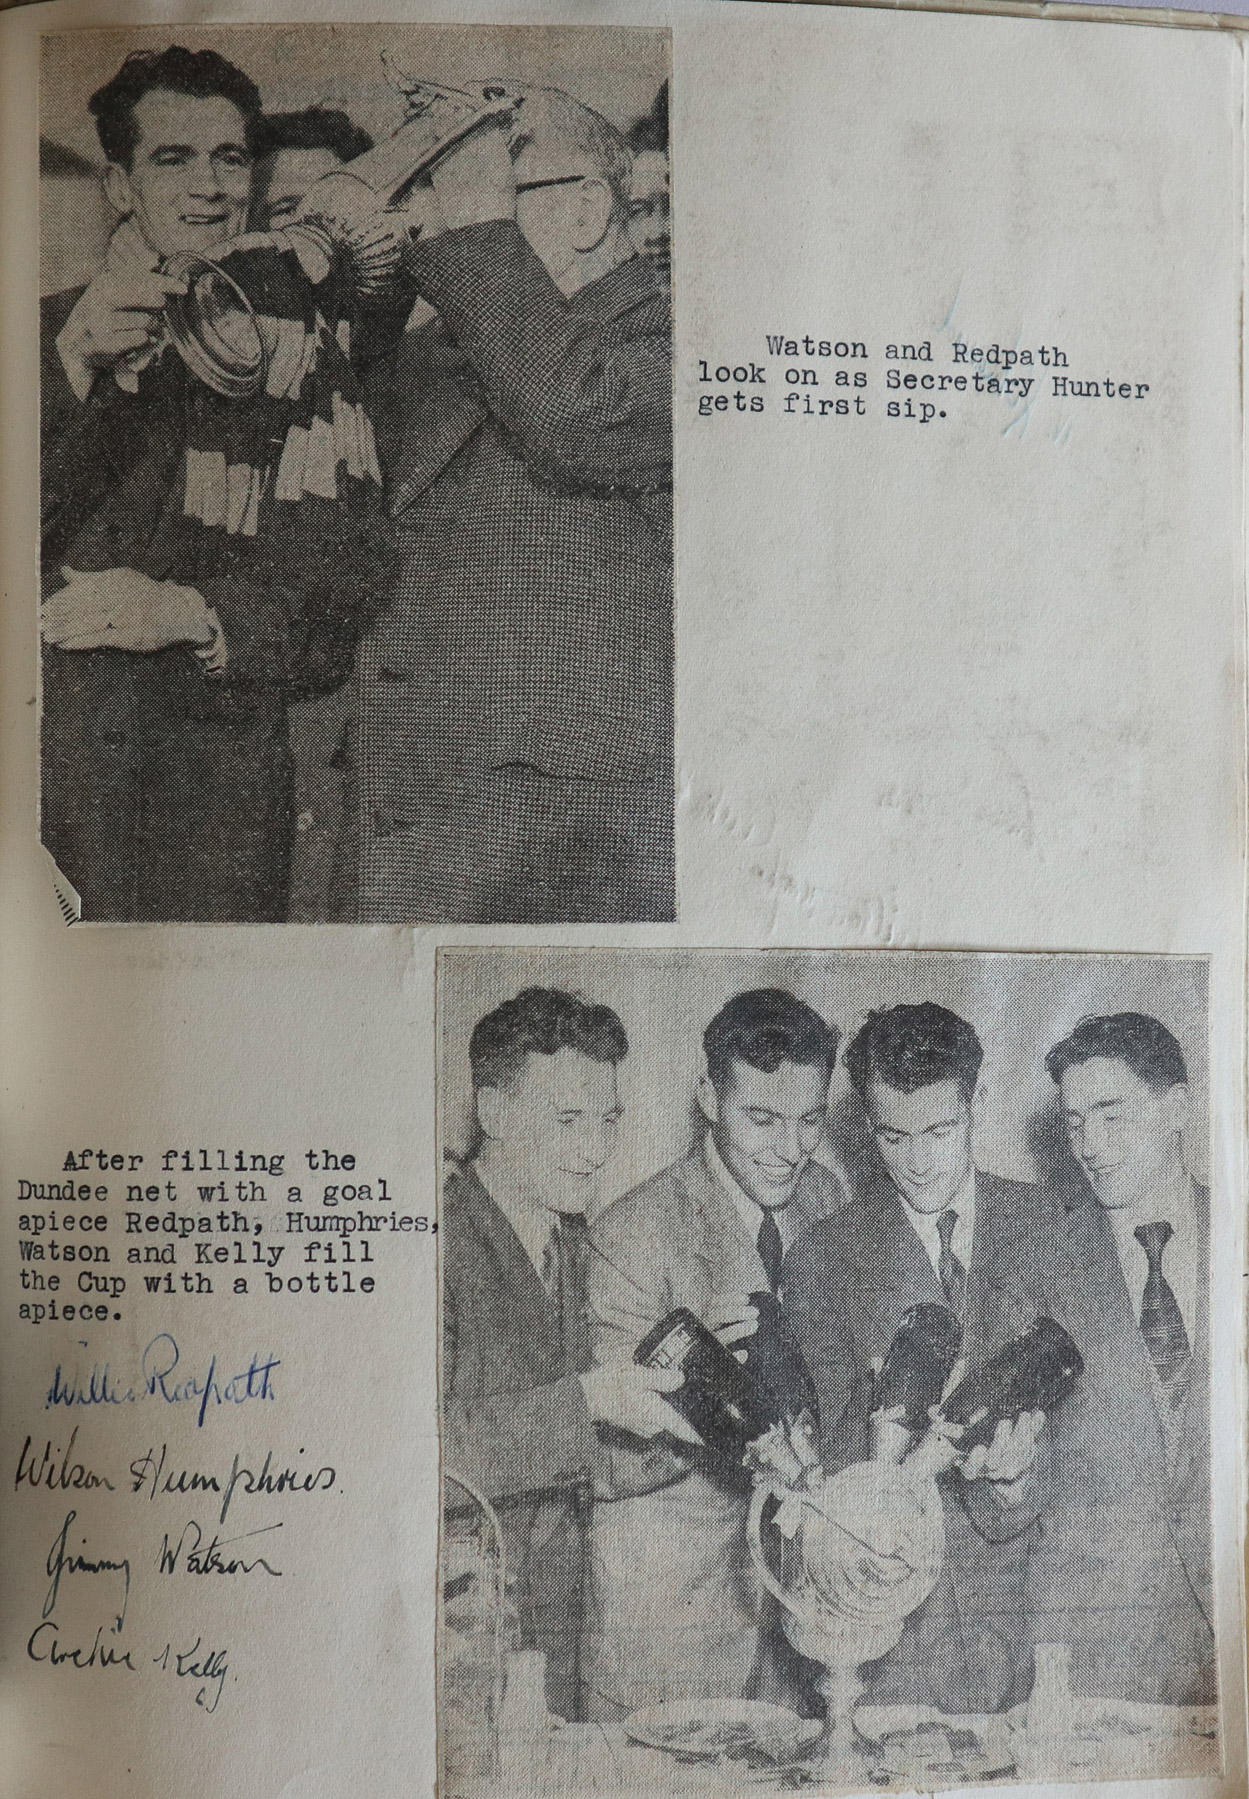 Watson and Redpath
look on as Secretary Hunter
gets first sip.
After filling the
Dundee net with a goal
apiece Redpath, Humphries,
Watson and Kelly fill
the Cup with a bottle
apiece.
Willie Redpath
Wilson Humphries.
Jimmy Watson
Archie Kelly.